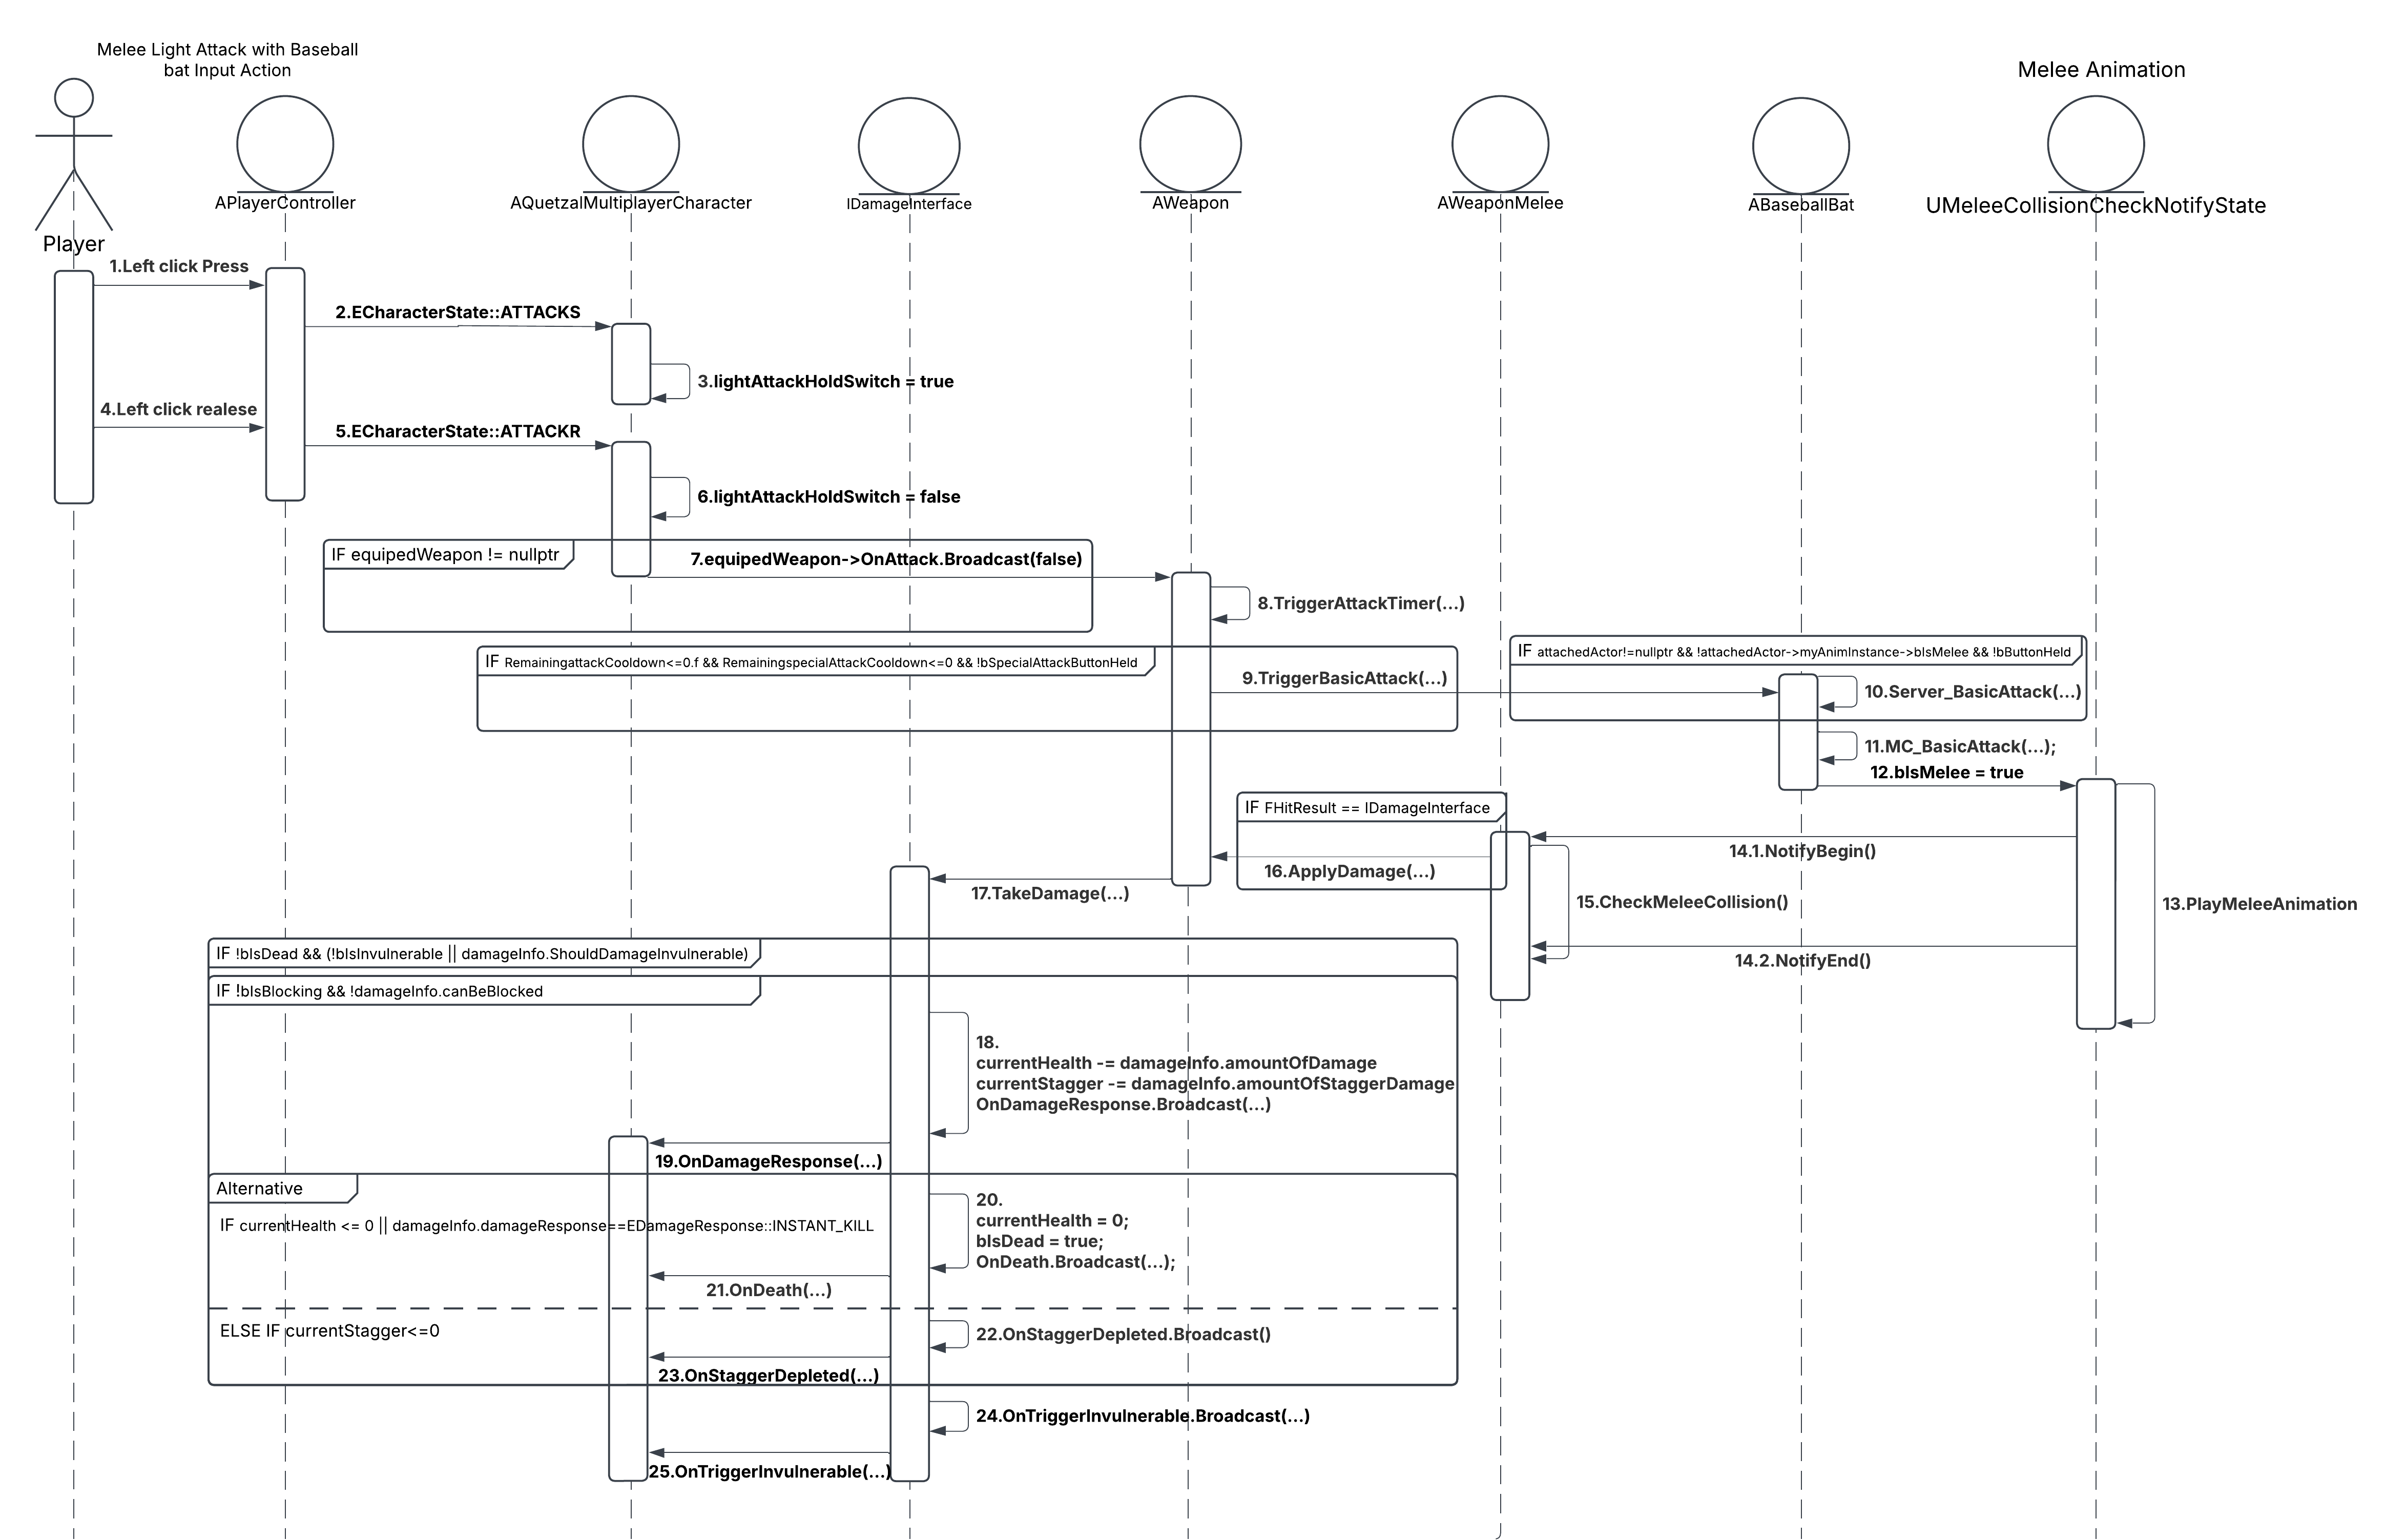 Melee Light Attack with Baseball
bat Input Action
Melee Animation
Player
APlayerController
AQuetzalMultiplayerCharacter
IDamageInterface
AWeapon
AWeaponMelee
ABaseballBat
UMeleeCollisionCheckNotifyState
1.Left click Press
2.ECharacterState::ATTACKS
3.lightAttackHoldSwitch = true
4.Left click realese
5.ECharacterState::ATTACKR
6.lightAttackHoldSwitch = false
IF equipedWeapon != nullptr
7.equipedWeapon->OnAttack.Broadcast(false)
8.TriggerAttackTimer(...)
IF RemainingattackCooldown<=0.f && RemainingspecialAttackCooldown<=0 && !bSpecialAttackButtonHeld
9.TriggerBasicAttack(...)
IF attachedActor!=nullptr && !attachedActor->myAnimInstance->bIsMelee && !bButtonHeld
10.Server_BasicAttack(...)
11.MC_BasicAttack(...);
12.bIsMelee = true
IF FHitResult == IDamageInterface
14.1.NotifyBegin()
16.ApplyDamage(...)
17.TakeDamage(...)
15.CheckMeleeCollision()
13.PlayMeleeAnimation
14.2.NotifyEnd()
IF !bIsDead && (!bIsInvulnerable || damageInfo.ShouldDamageInvulnerable)
IF !bIsBlocking && !damageInfo.canBeBlocked
18.
currentHealth -= damageInfo.amountOfDamage
currentStagger -= damageInfo.amountOfStaggerDamage
OnDamageResponse.Broadcast(...)
19.OnDamageResponse(...)
Alternative
IF currentHealth <= 0 || damageInfo.damageResponse==EDamageResponse::INSTANT_KILL
20.
currentHealth = 0;
bIsDead = true;
OnDeath.Broadcast(...);
21.OnDeath(...)
ELSE IF currentStagger<=0
22.OnStaggerDepleted.Broadcast()
23.OnStaggerDepleted(...)
24.OnTriggerInvulnerable.Broadcast(...)
25.OnTriggerInvulnerable(...)